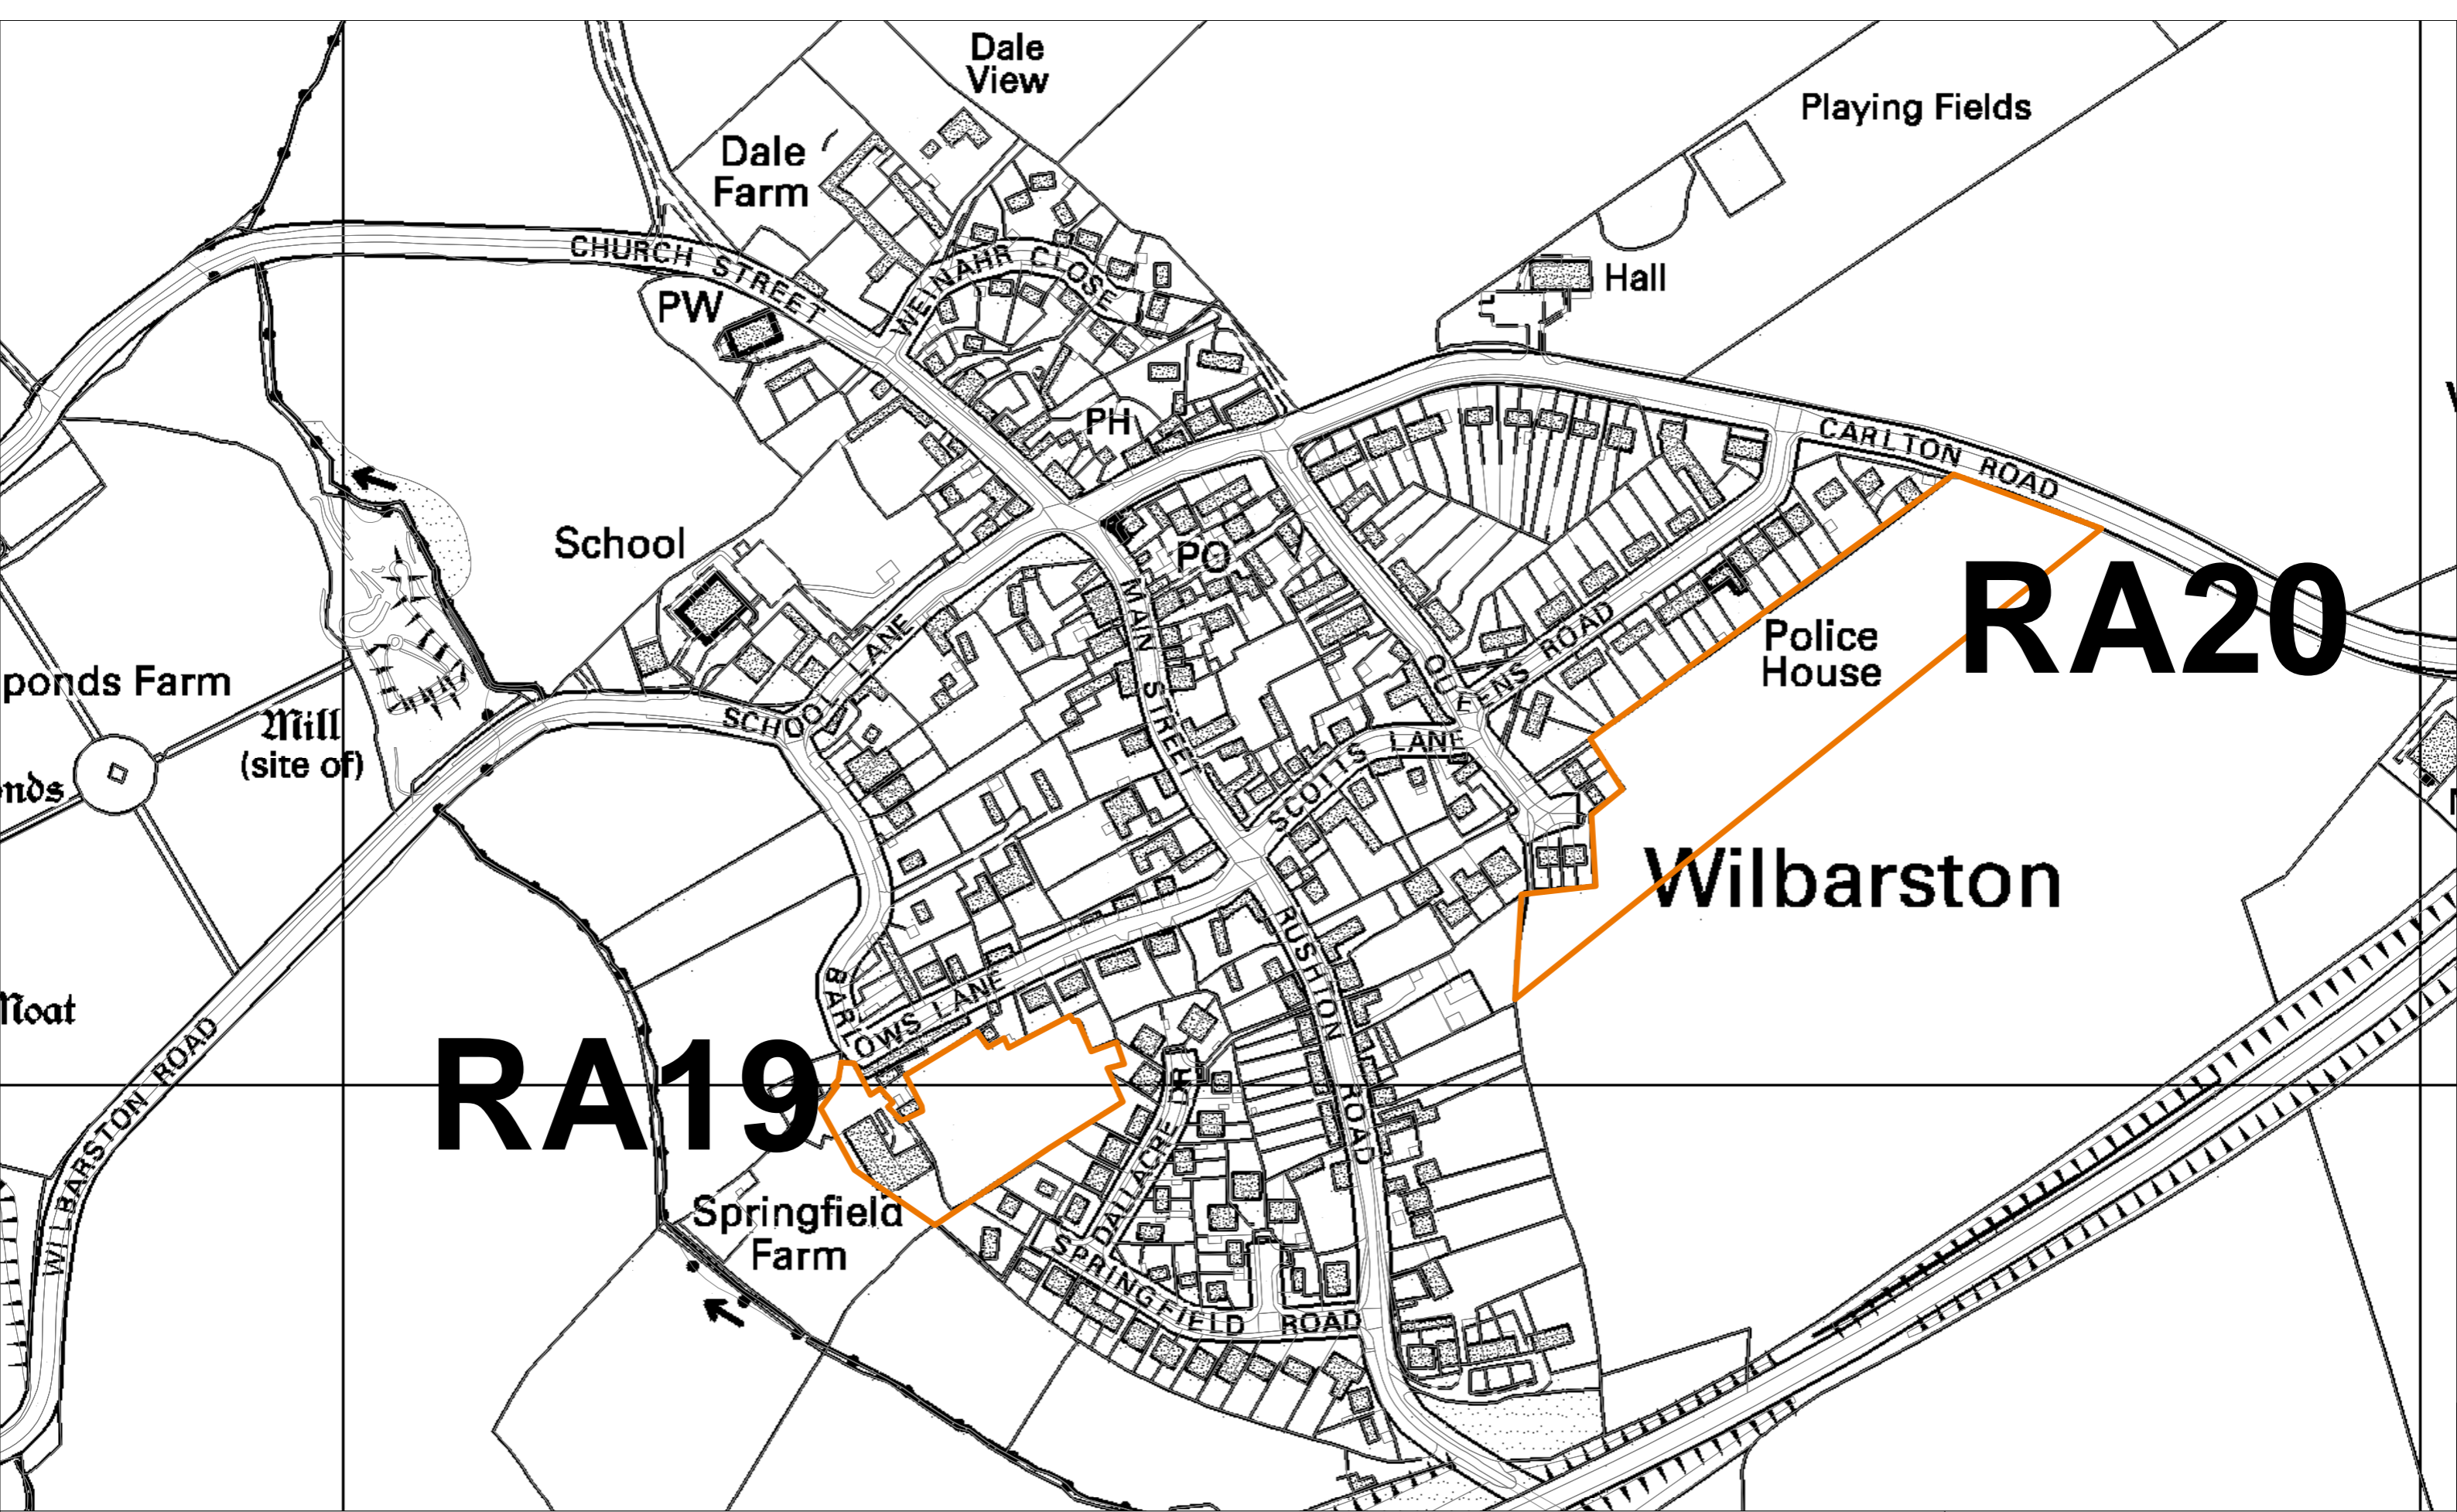 Dale
View
Playing Fields
Dale
Farm
CHURCH STREET
WEINAHR CLOSE
Hall
PW
PH
CARLTON ROAD
School
PO
RA20
MAIN STREET
SCHOOL LANE
QUEENS ROAD
Police
House
ponds Farm
Mill
(site of)
SCOTTS LANE
nds
Wilbarston
RUSHTON ROAD
BARLOWS LANE
Moat
WILBARSTON ROAD
RA19
DALLACRE DR
Springfield
Farm
SPRINGFIELD ROAD